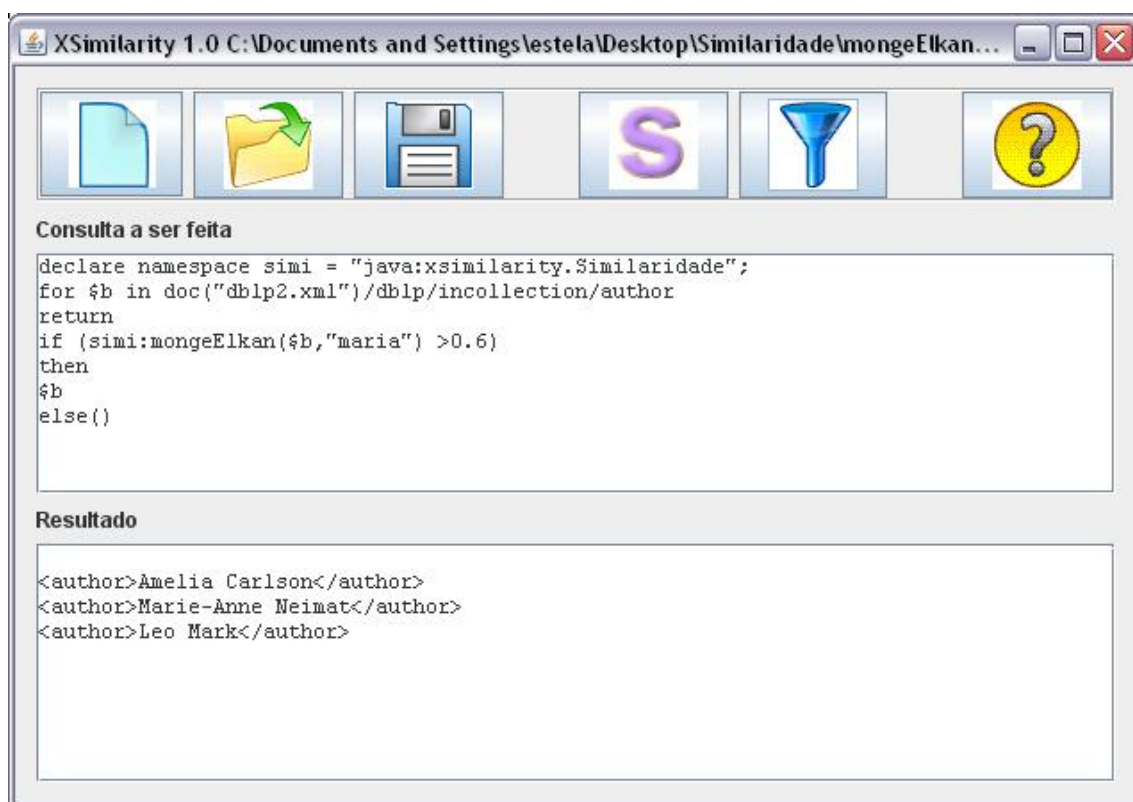 XSimilarity 1.0 C:\Documents and Settings\estela\Desktop\Similaridade\mongeElkan...
S
?
Consulta a ser feita
declare namespace simi = "java:xsimilarity.Similaridade";
for $b in doc("dblp2.xml")/dblp/incollection/author
return
if (simi:mongeElkan($b,"maria") >0.6)
then
$b
else()
Resultado
<author>Amelia Carlson</author>
<author>Marie-Anne Neimat</author>
<author>Leo Mark</author>